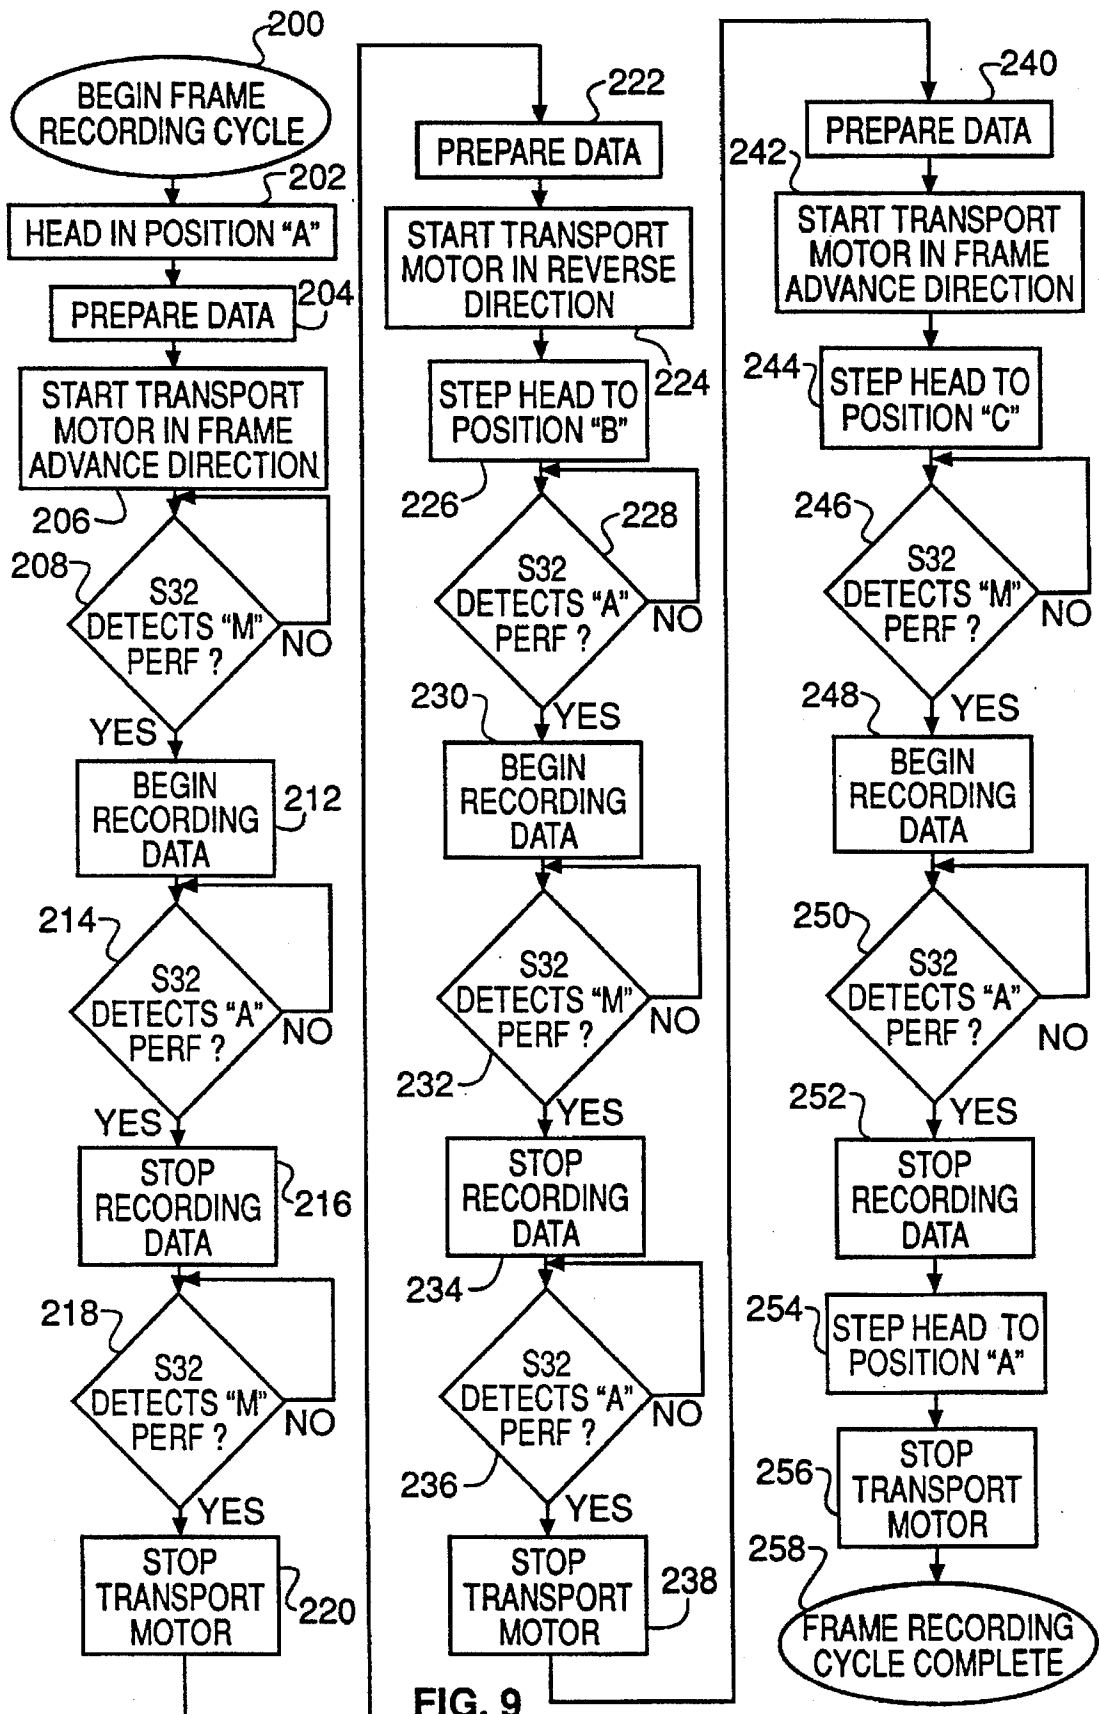 200
BEGIN FRAME
RECORDING CYCLE
202
HEAD IN POSITION “A”
204
PREPARE DATA
START TRANSPORT
MOTOR IN FRAME
ADVANCE DIRECTION
206
208
S32
DETECTS “M”
PERF ?
NO
YES
BEGIN
RECORDING
DATA
212
214
S32
DETECTS “A”
PERF ?
NO
YES
STOP
RECORDING
DATA
216
218
S32
DETECTS “M”
PERF ?
NO
YES
STOP
TRANSPORT
MOTOR
220
222
PREPARE DATA
START TRANSPORT
MOTOR IN REVERSE
DIRECTION
224
STEP HEAD TO
POSITION “B”
226
228
S32
DETECTS “A”
PERF ?
NO
YES
230
BEGIN
RECORDING
DATA
S32
DETECTS “M”
PERF ?
NO
232
YES
STOP
RECORDING
DATA
234
S32
DETECTS “A”
PERF ?
NO
236
YES
STOP
TRANSPORT
MOTOR
238
240
PREPARE DATA
242
START TRANSPORT
MOTOR IN FRAME
ADVANCE DIRECTION
244
STEP HEAD TO
POSITION “C”
246
S32
DETECTS “M”
PERF ?
NO
YES
248
BEGIN
RECORDING
DATA
250
S32
DETECTS “A”
PERF ?
NO
YES
252
STOP
RECORDING
DATA
254
STEP HEAD TO
POSITION “A”
256
STOP
TRANSPORT
MOTOR
258
FRAME RECORDING
CYCLE COMPLETE
FIG. 9